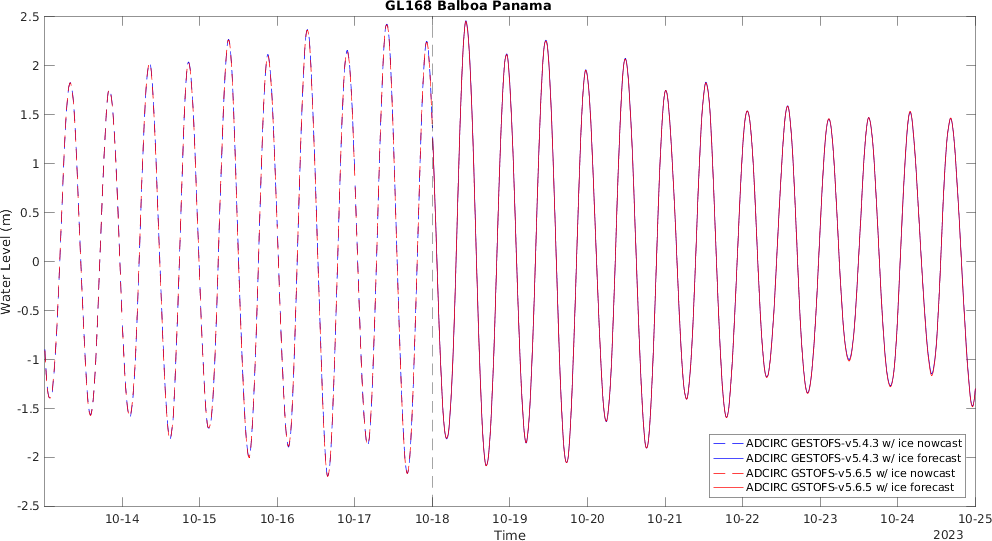 GL168 Balboa Panama
2.5
2
1.5
1
0.5
0
-0.5
-1
-1.5
-2
-2.5
Water Level (m)
ADCIRC GESTOFS-v5.4.3 w/ ice nowcast
ADCIRC GESTOFS-v5.4.3 w/ ice forecast
ADCIRC GSTOFS-v5.6.5 w/ ice nowcast
ADCIRC GSTOFS-v5.6.5 w/ ice forecast
10-14 10-15 10-16 10-17 10-18 10-19 10-20 10-21 10-22 10-23 10-24 10-25
Time
2023